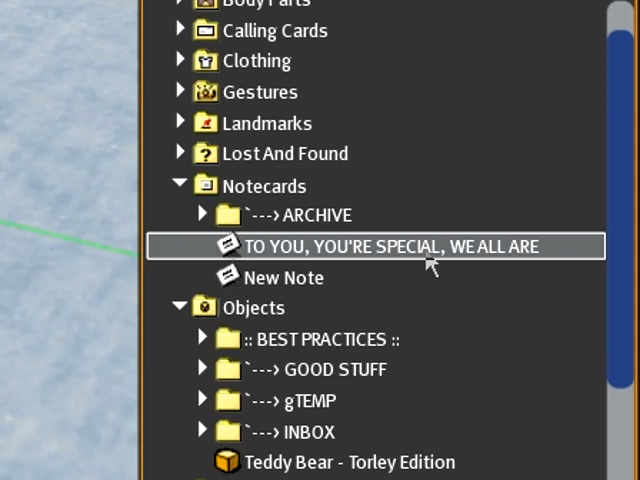 Body Parts
Calling Cards
Clothing
Gestures
Landmarks
Lost And Found
Notecards
`---> ARCHIVE
TO YOU, YOU'RE SPECIAL, WE ALL ARE
New Note
Objects
:: BEST PRACTICES ::
`---> GOOD STUFF
`---> gTEMP
`---> INBOX
Teddy Bear - Torley Edition